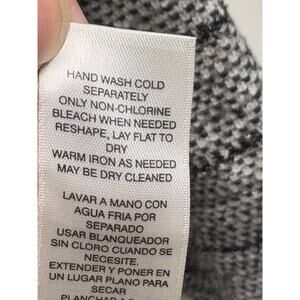 HAND WASH COLD
SEPARATELY
ONLY NON-CHLORINE
BLEACH WHEN NEEDED
RESHAPE, LAY FLAT TO
DRY
WARM IRON AS NEEDED
MAY BE DRY CLEANED
LAVAR A MANO CON
AGUA FRIA POR
SEPARADO
USAR BLANQUEADOR
SIN CLORO CUANDO SE
NECESITE.
EXTENDER Y PONER EN
UN LUGAR PLANO PARA
SECAR
PLANCHAR